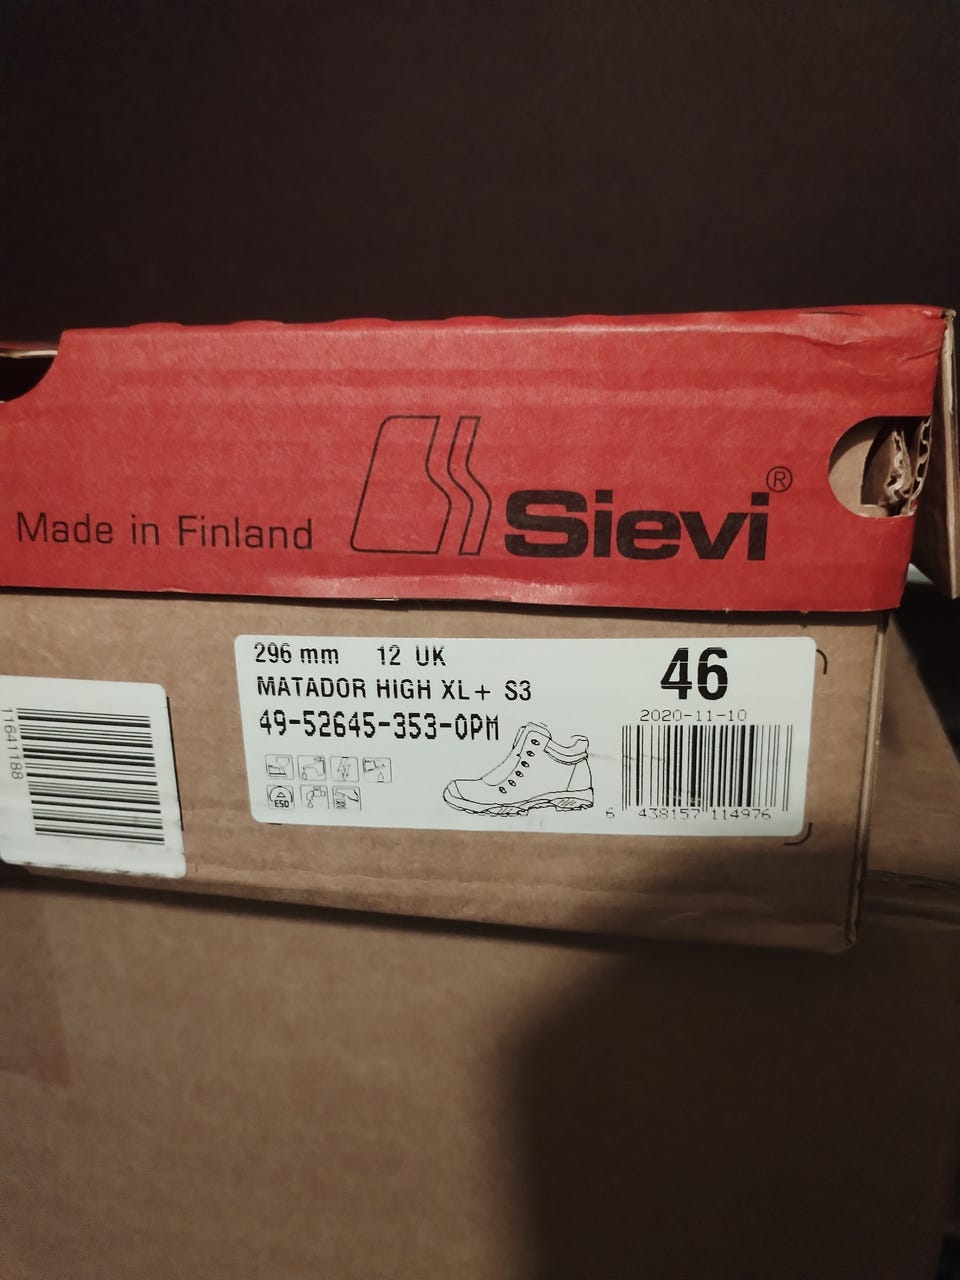 Made in Finland
Sievi®
296 mm 12 UK
MATADOR HIGH XL+ S3
49-52645-353-0PM
ESD
46
2020-11-10
6 438157 114976
11641188